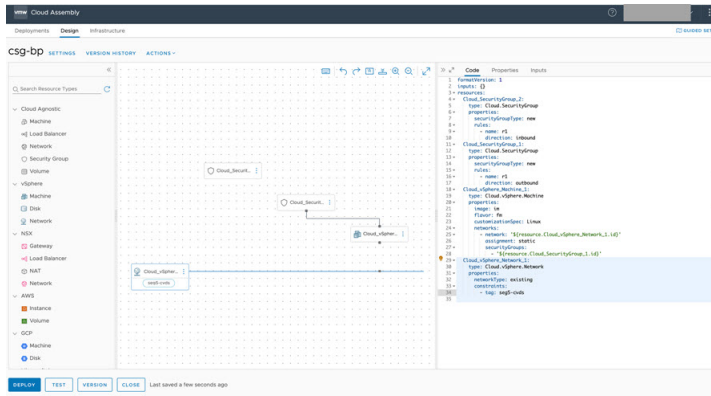 vmw Cloud Assembly
Deployments Design Infrastructure
GUIDED SET
csg-bp SETTINGS VERSION HISTORY ACTIONS
Search Resource Types
Cloud Agnostic
Machine
Load Balancer
Network
Security Group
Volume
vSphere
Machine
Disk
Network
NSX
Gateway
Load Balancer
NAT
Network
AWS
Instance
Volume
GCP
Machine
Disk
Cloud_Securit...
Cloud_Securit...
Cloud_vSpher...
Cloud_vSpher...
seg5-cvds
Code Properties Inputs
1 formatVersion: 1
2 inputs: {}
3 resources:
4 Cloud_SecurityGroup_2:
5 type: Cloud.SecurityGroup
6 properties:
7 securityGroupType: new
8 rules:
9 - name: r1
10 direction: inbound
11 Cloud_SecurityGroup_1:
12 type: Cloud.SecurityGroup
13 properties:
14 securityGroupType: new
15 rules:
16 - name: r1
17 direction: outbound
18 Cloud_vSphere_Machine_1:
19 type: Cloud.vSphere.Machine
20 properties:
21 image: im
22 flavor: fm
23 customizationSpec: Linux
24 networks:
25 - network: '${resource.Cloud_vSphere_Network_1.id}'
26 assignment: static
27 securityGroups:
28 - '${resource.Cloud_SecurityGroup_1.id}'
29 Cloud_vSphere_Network_1:
30 type: Cloud.vSphere.Network
31 properties:
32 networkType: existing
33 constraints:
34 - tag: seg5-cvds
35
DEPLOY TEST VERSION CLOSE Last saved a few seconds ago